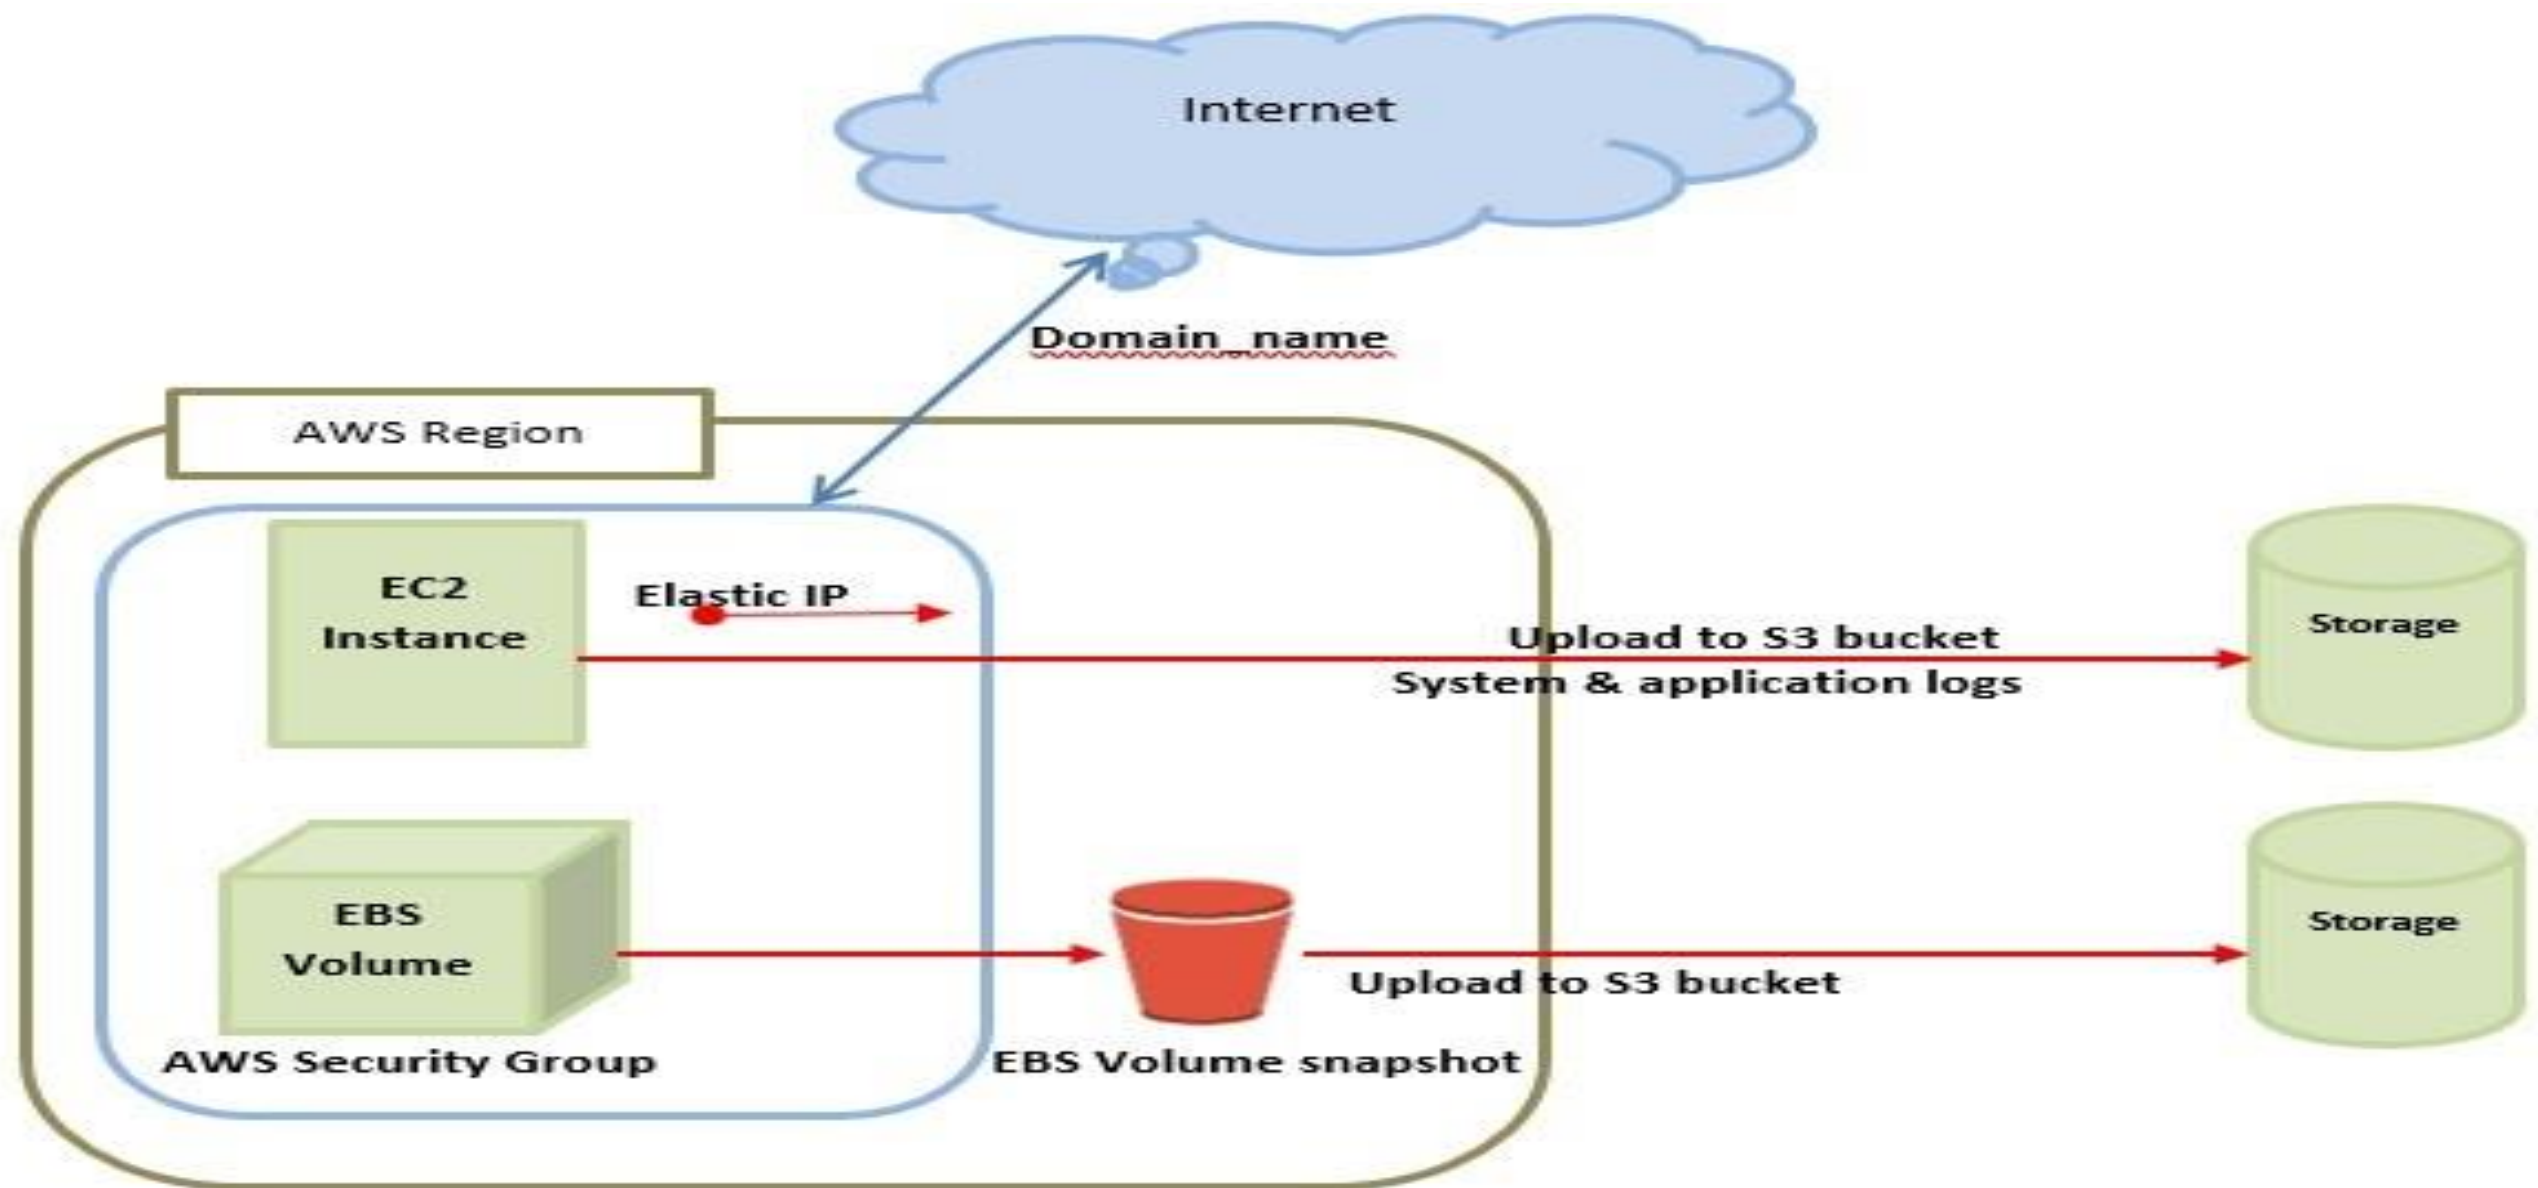 Internet
Domain_name
AWS Region
EC2
Instance
Elastic IP
Upload to S3 bucket
System & application logs
Storage
EBS
Volume
Upload to S3 bucket
Storage
AWS Security Group
EBS Volume snapshot